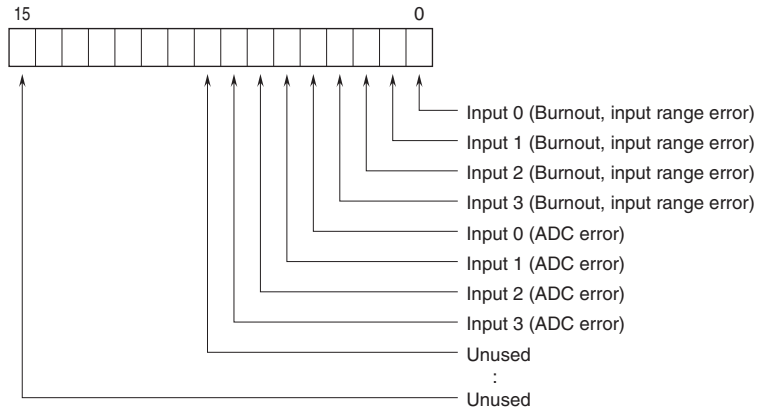 15 0
Input 0 (Burnout, input range error)
Input 1 (Burnout, input range error)
Input 2 (Burnout, input range error)
Input 3 (Burnout, input range error)
Input 0 (ADC error)
Input 1 (ADC error)
Input 2 (ADC error)
Input 3 (ADC error)
Unused
:
Unused